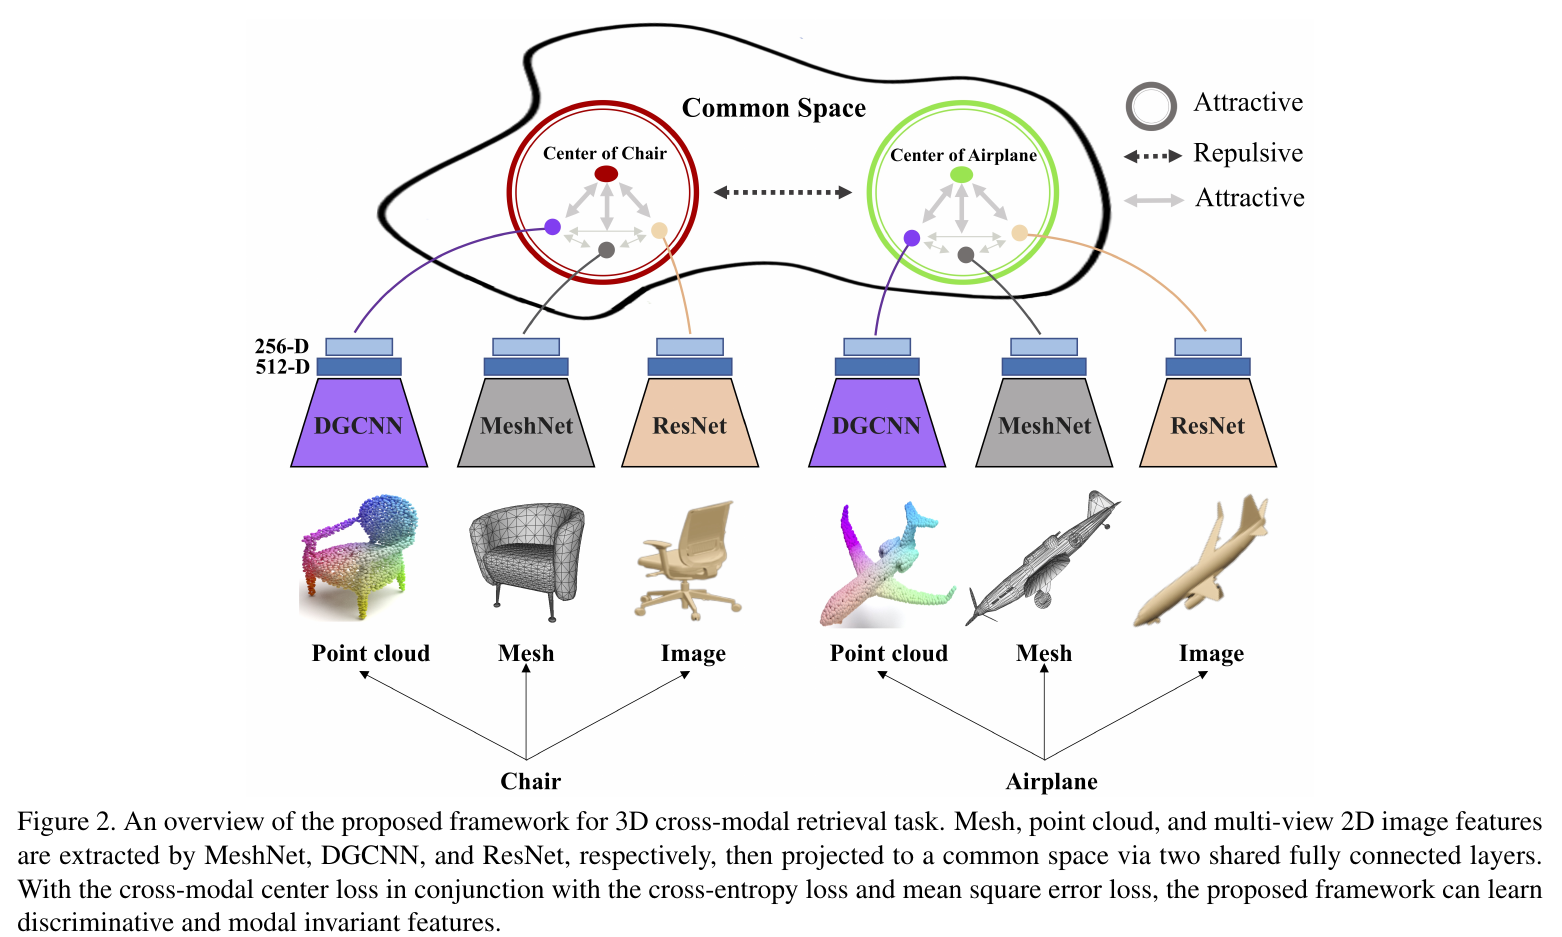 Common Space
Attractive
Repulsive
Attractive
Center of Chair
Center of Airplane
256-D
512-D
DGCNN
MeshNet
ResNet
DGCNN
MeshNet
ResNet
Point cloud
Mesh
Image
Point cloud
Mesh
Image
Chair
Airplane
Figure 2. An overview of the proposed framework for 3D cross-modal retrieval task. Mesh, point cloud, and multi-view 2D image features
are extracted by MeshNet, DGCNN, and ResNet, respectively, then projected to a common space via two shared fully connected layers.
With the cross-modal center loss in conjunction with the cross-entropy loss and mean square error loss, the proposed framework can learn
discriminative and modal invariant features.